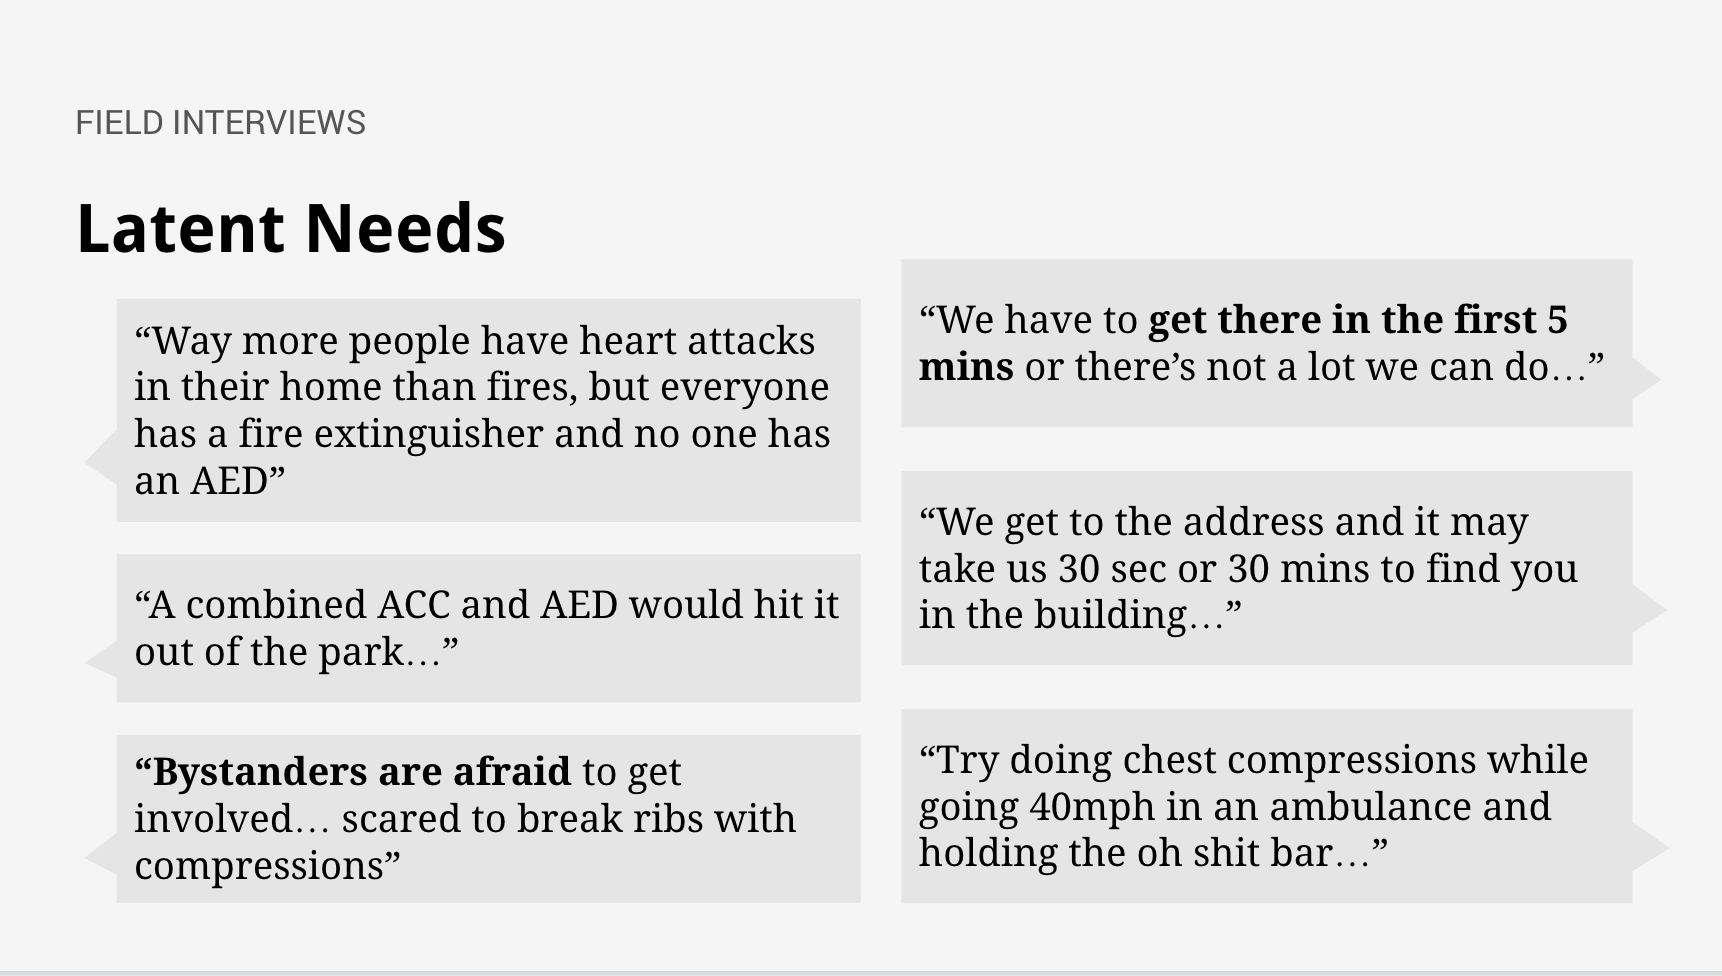 FIELD INTERVIEWS
Latent Needs
“Way more people have heart attacks
in their home than fires, but everyone
has a fire extinguisher and no one has
an AED”
“A combined ACC and AED would hit it
out of the park…”
“Bystanders are afraid to get
involved… scared to break ribs with
compressions”
“We have to get there in the first 5
mins or there’s not a lot we can do…”
“We get to the address and it may
take us 30 sec or 30 mins to find you
in the building…”
“Try doing chest compressions while
going 40mph in an ambulance and
holding the oh shit bar…”